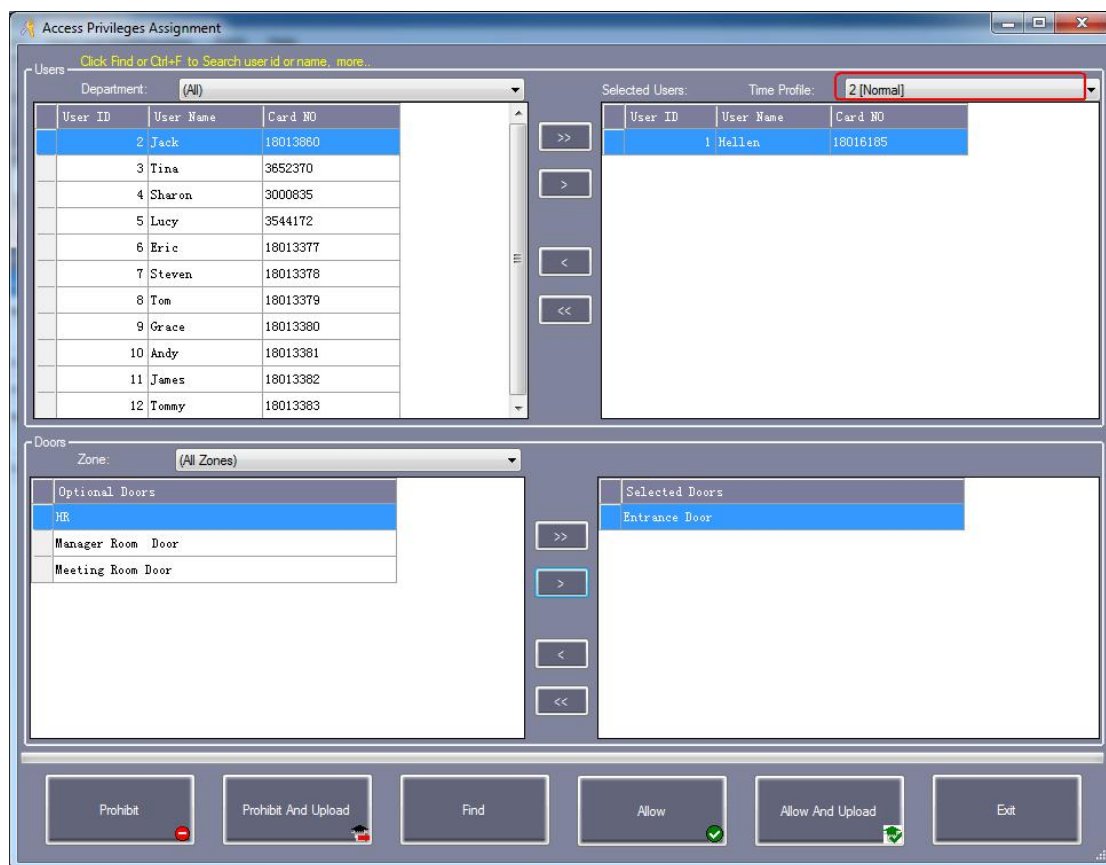 Access Privileges Assignment
Click Find or Ctrl+F to Search user id or name, more..
Users
Department: (All)
Selected Users: Time Profile: 2 [Normal]
User ID User Name Card NO
2 Jack 18013860
3 Tina 3652370
4 Sharon 3000835
5 Lucy 3544172
6 Eric 18013377
7 Steven 18013378
8 Tom 18013379
9 Grace 18013380
10 Andy 18013381
11 James 18013382
12 Tommy 18013383
>>
>
<
<<
User ID User Name Card NO
1 Hellen 18016185
Doors
Zone: (All Zones)
Optional Doors
HR
Manager Room Door
Meeting Room Door
>>
>
<
<<
Selected Doors
Entrance Door
Prohibit
Prohibit And Upload
Find
Allow
Allow And Upload
Exit